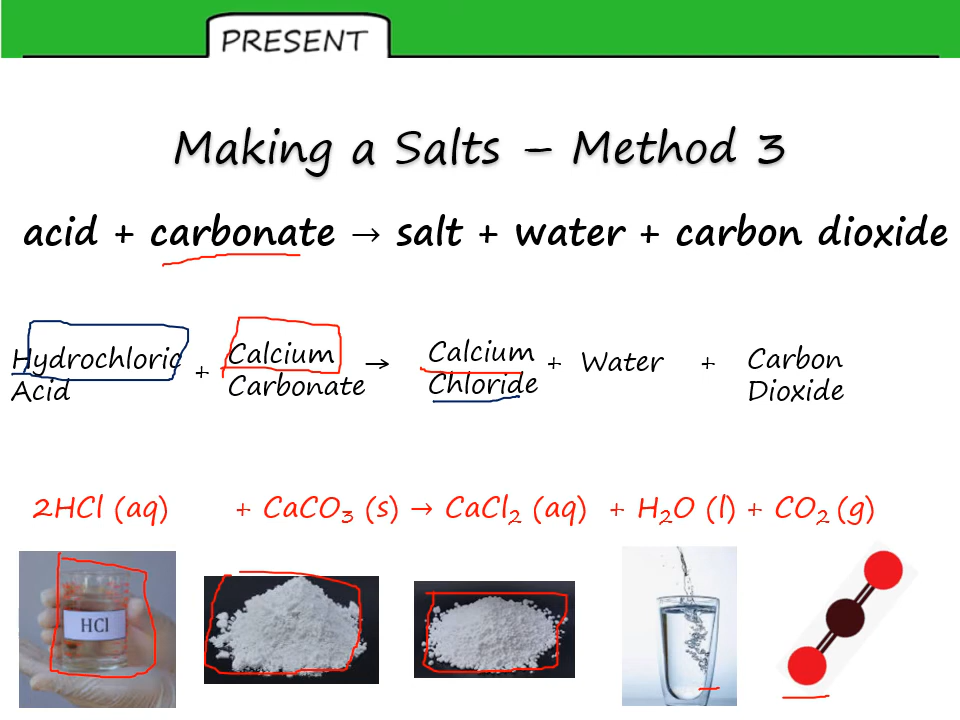 PRESENT
Making a Salts – Method 3
acid + carbonate → salt + water + carbon dioxide
Hydrochloric Acid + Calcium Carbonate → Calcium Chloride + Water + Carbon Dioxide
2HCl (aq) + CaCO₃ (s) → CaCl₂ (aq) + H₂O (l) + CO₂ (g)
HCl